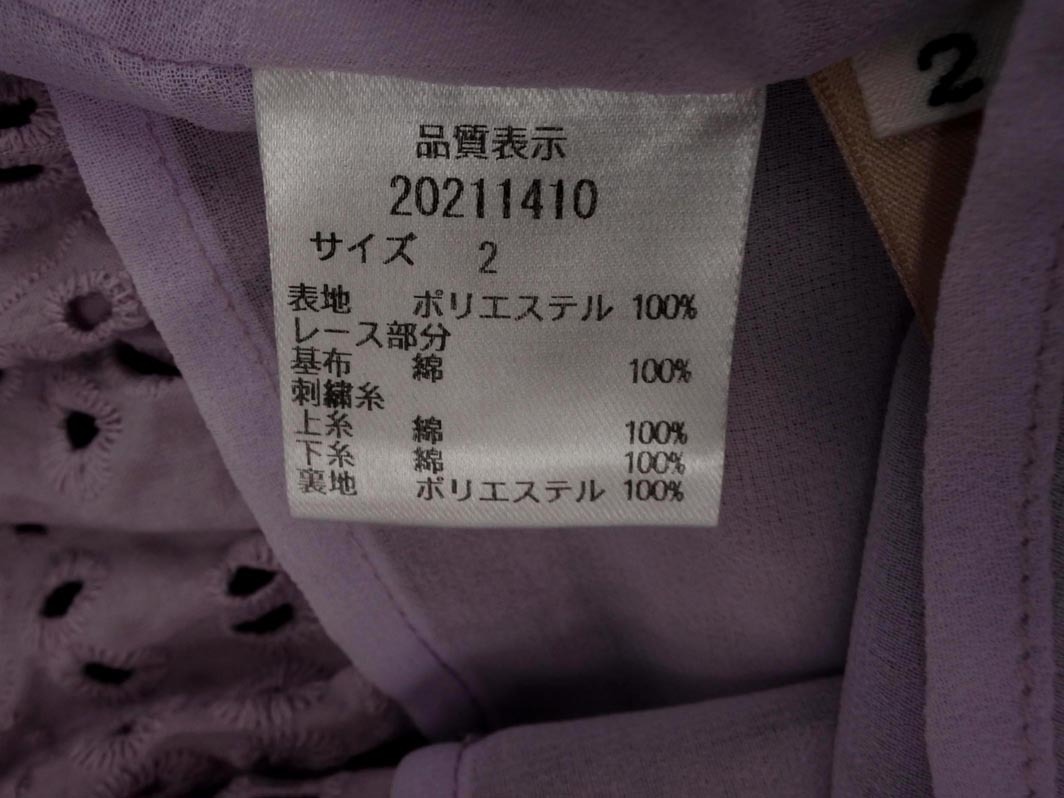 2
品質表示
20211410
サイズ 2
表地 ポリエステル 100%
レース部分
基布 綿 100%
刺繍糸
上糸 綿 100%
下糸 綿 100%
裏地 ポリエステル 100%